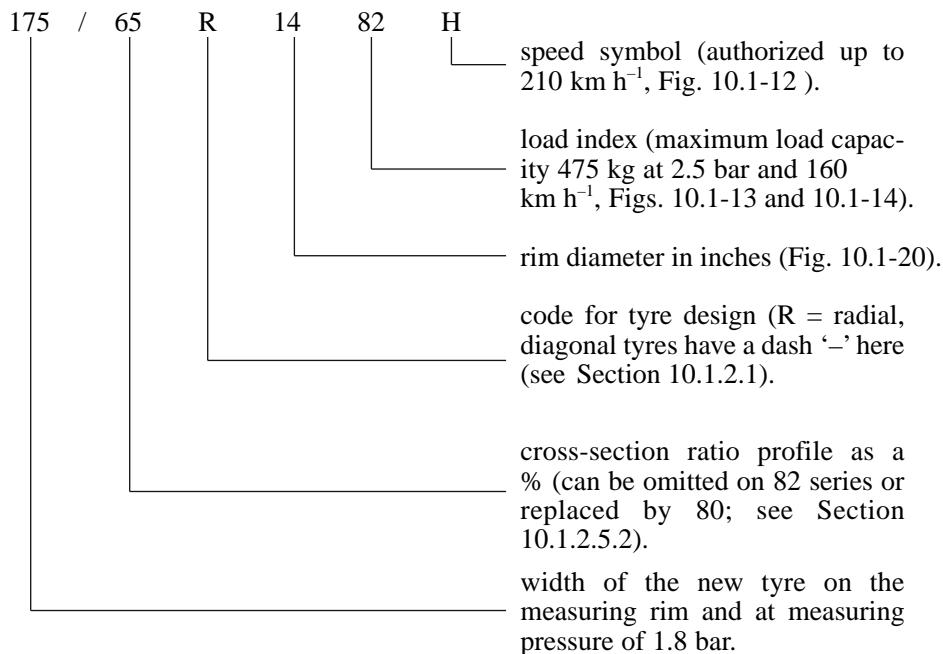 175 / 65 R 14 82 H
speed symbol (authorized up to
210 km h⁻¹, Fig. 10.1-12 ).
load index (maximum load capac-
ity 475 kg at 2.5 bar and 160
km h⁻¹, Figs. 10.1-13 and 10.1-14).
rim diameter in inches (Fig. 10.1-20).
code for tyre design (R = radial,
diagonal tyres have a dash ‘–’ here
(see Section 10.1.2.1).
cross-section ratio profile as a
% (can be omitted on 82 series or
replaced by 80; see Section
10.1.2.5.2).
width of the new tyre on the
measuring rim and at measuring
pressure of 1.8 bar.